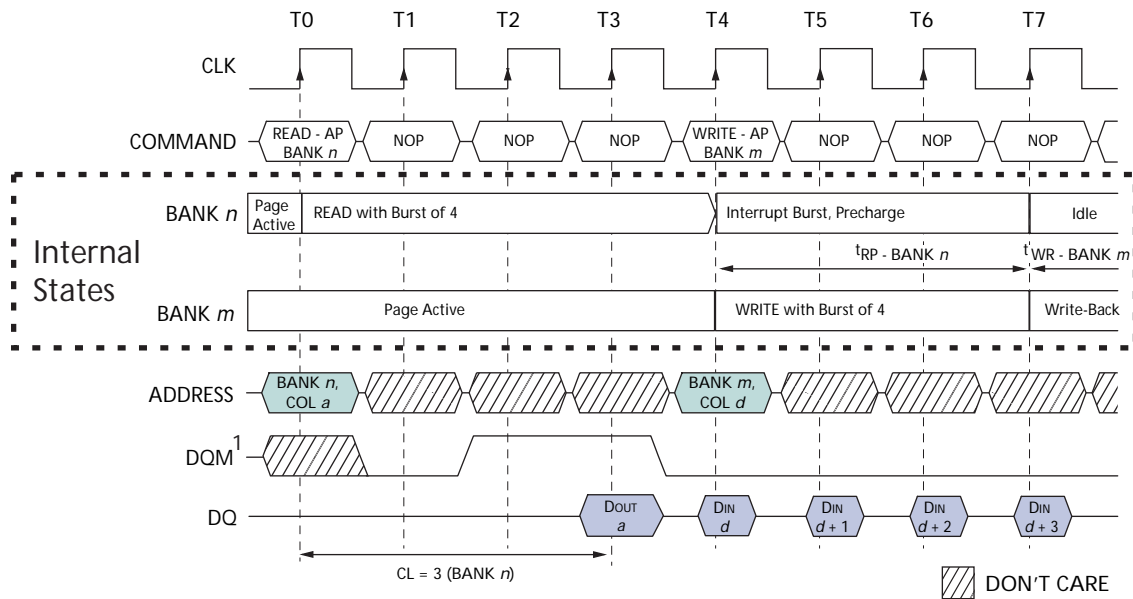 T0 T1 T2 T3 T4 T5 T6 T7
CLK
COMMAND
READ - AP
BANK n
NOP
NOP
NOP
WRITE - AP
BANK m
NOP
NOP
NOP
Internal
States
BANK n
Page
Active
READ with Burst of 4
Interrupt Burst, Precharge
Idle
tRP - BANK n
tWR - BANK m
BANK m
Page Active
WRITE with Burst of 4
Write-Back
ADDRESS
BANK n,
COL a
BANK m,
COL d
DQM1
DQ
DOUT
a
DIN
d
DIN
d + 1
DIN
d + 2
DIN
d + 3
CL = 3 (BANK n)
DON'T CARE